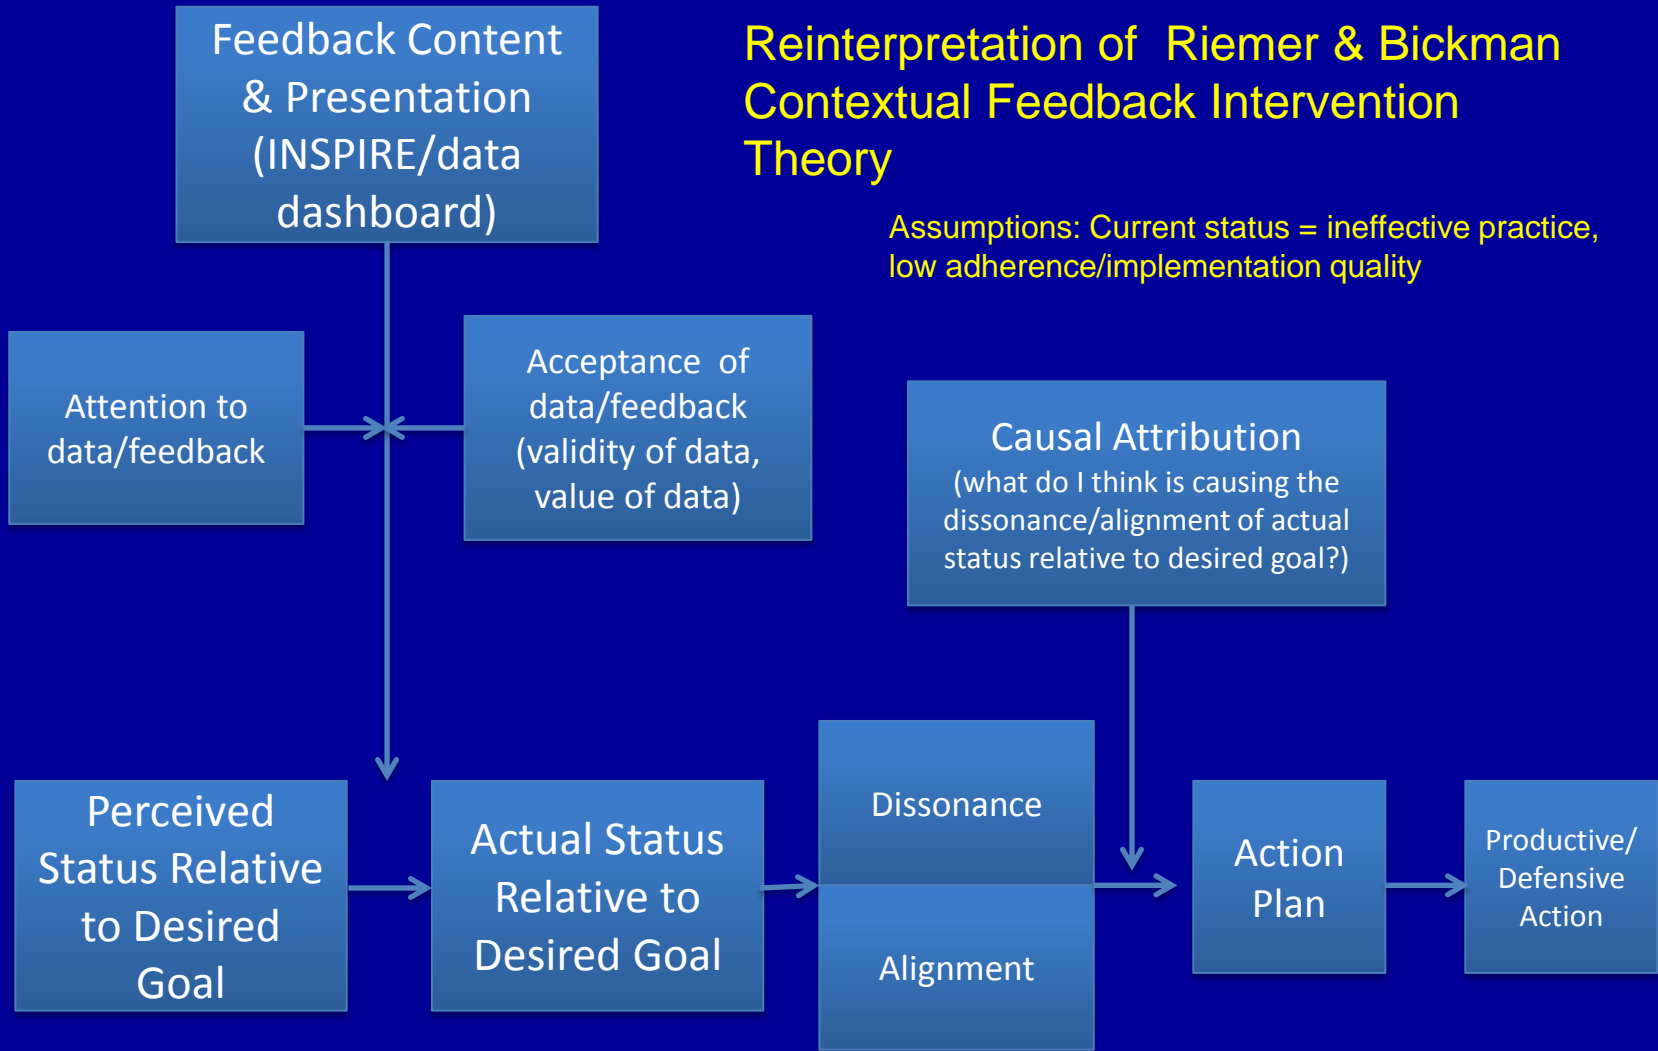 Feedback Content
& Presentation
(INSPIRE/data
dashboard)
Reinterpretation of  Riemer & Bickman
Contextual Feedback Intervention
Theory
Assumptions: Current status = ineffective practice,
low adherence/implementation quality
Attention to
data/feedback
Acceptance  of
data/feedback
(validity of data,
value of data)
Causal Attribution
(what do I think is causing the
dissonance/alignment of actual
status relative to desired goal?)
Perceived
Status Relative
to Desired
Goal
Actual Status
Relative to
Desired Goal
Dissonance
Alignment
Action
Plan
Productive/
Defensive
Action